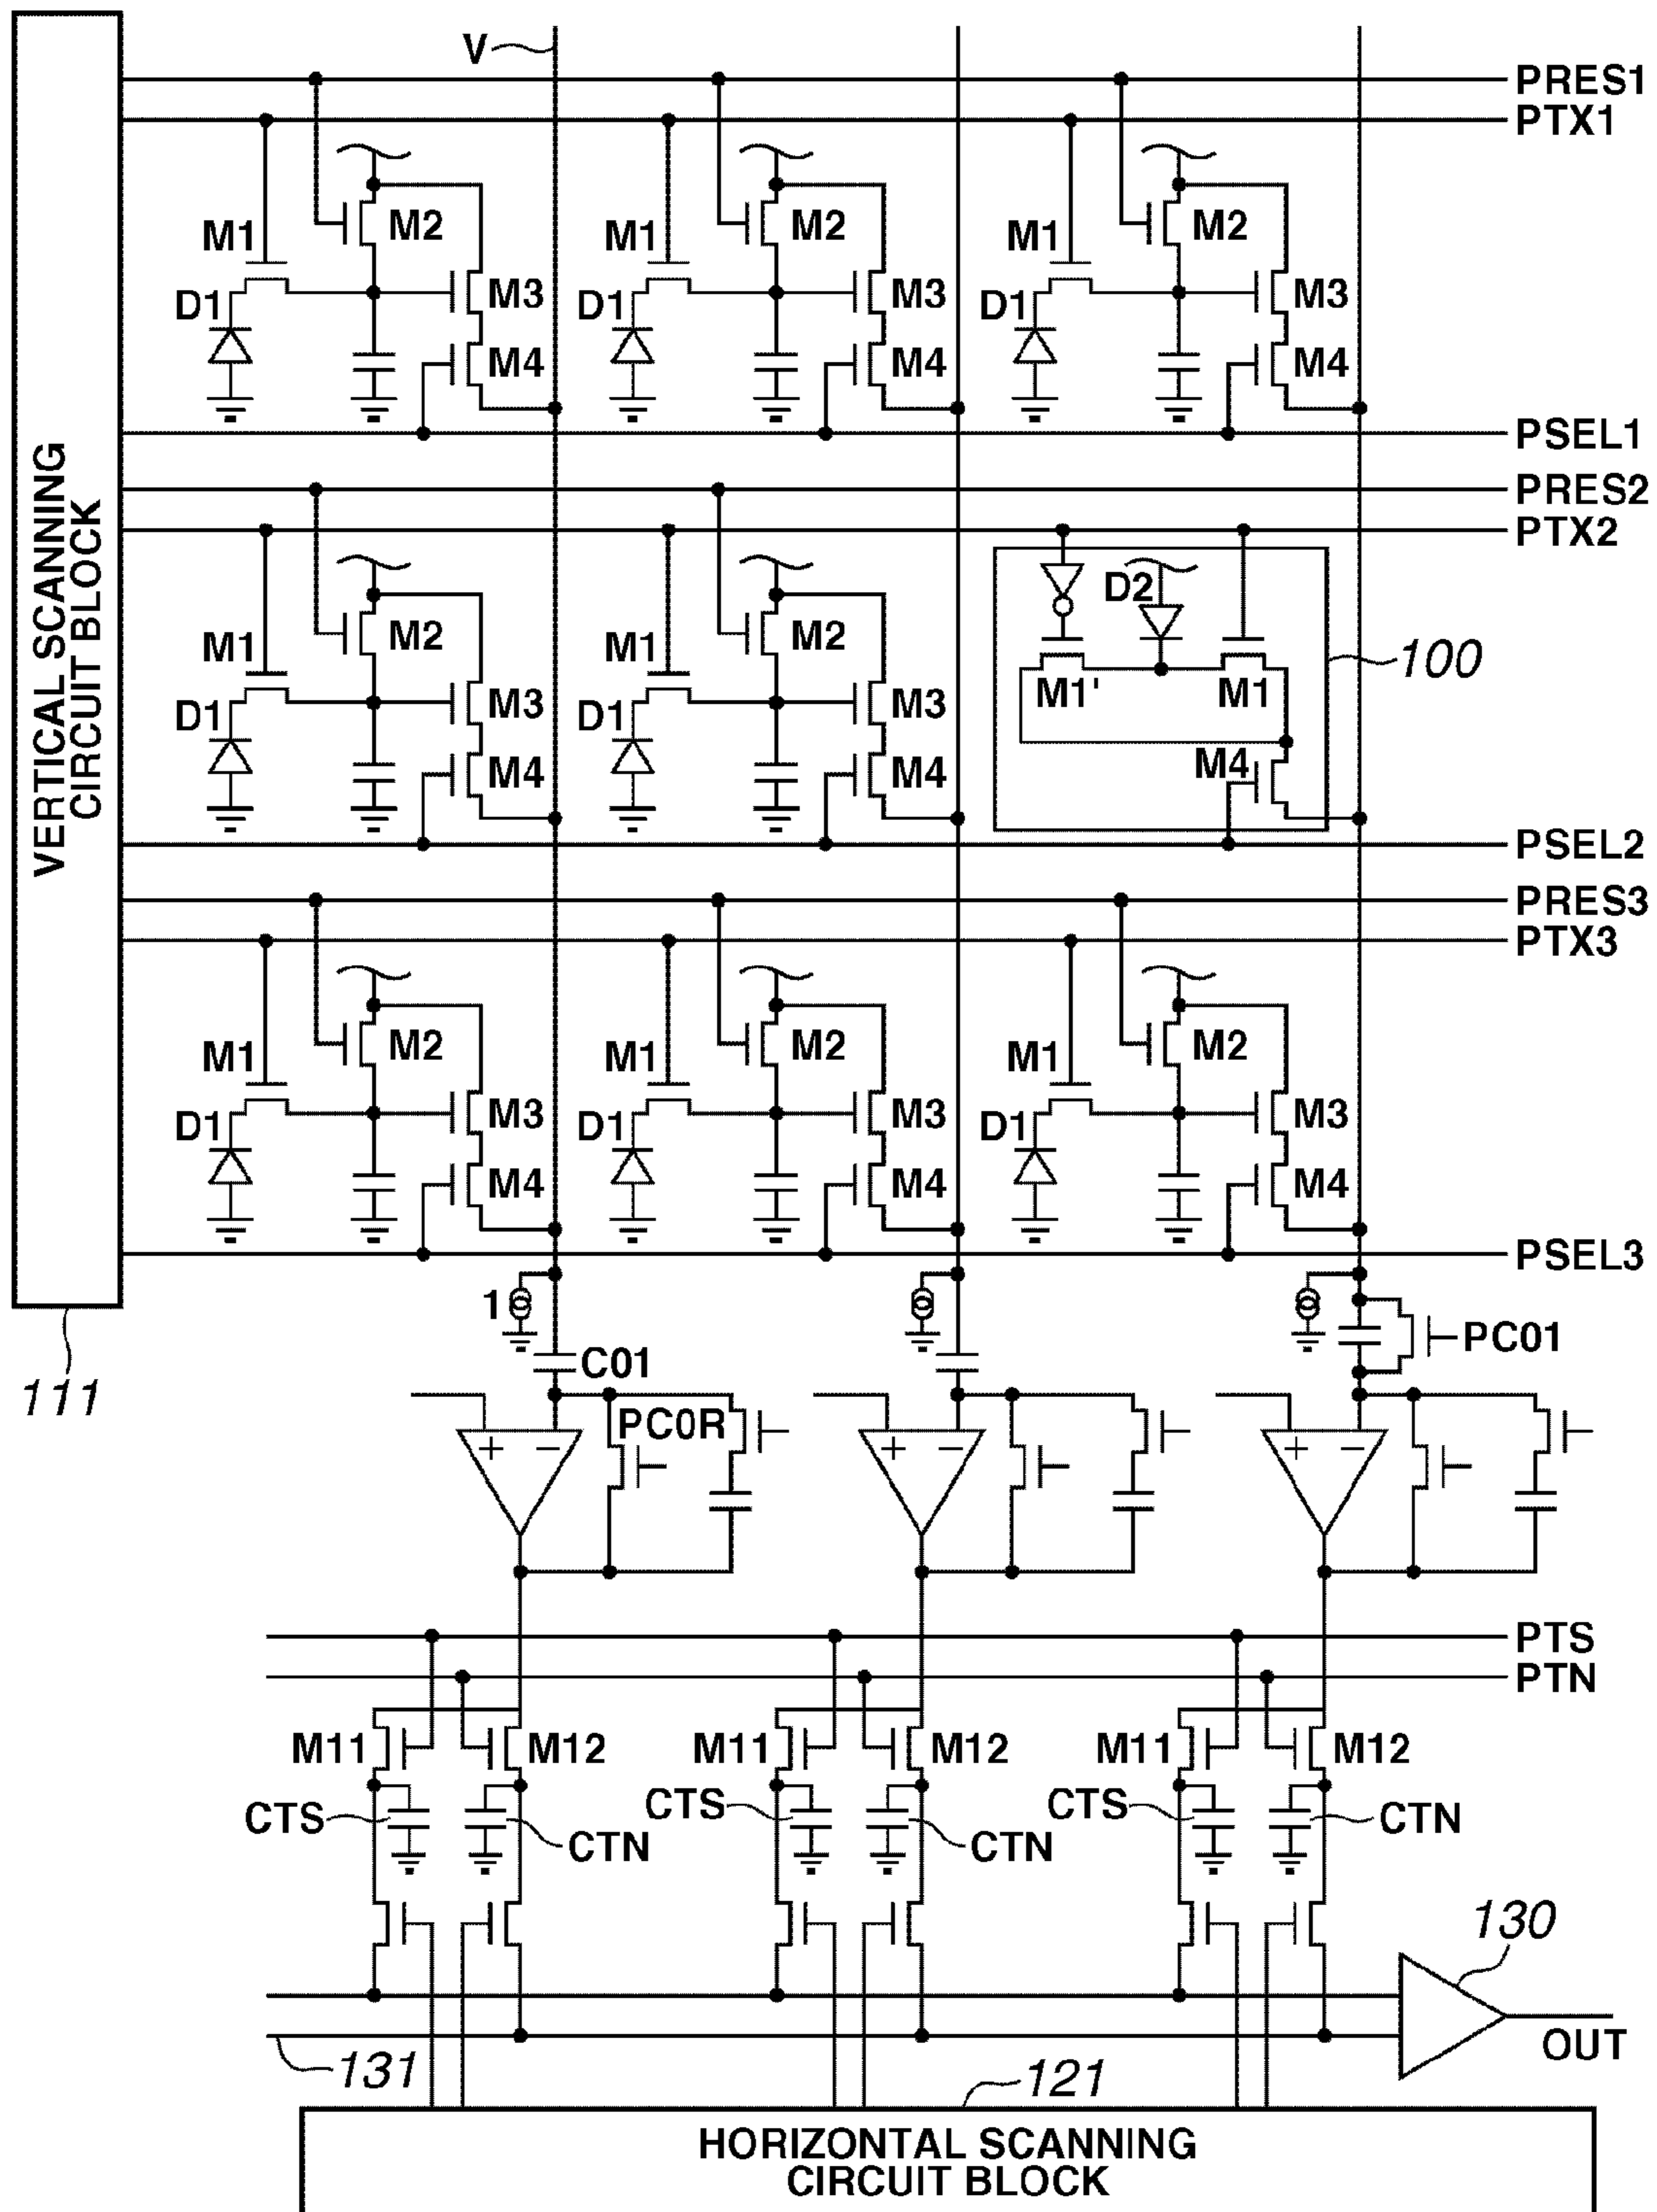 V
PRES1
PTX1
M1 M2 M1 M2 M1 M2
D1 M3 D1 M3 D1 M3
M4 M4 M4
PSEL1
PRES2
PTX2
D2
M1 M2 M1 M2
100
M1' M1
D1 M3 D1 M3
M4 M4 M4
PSEL2
PRES3
PTX3
M1 M2 M1 M2 M1 M2
D1 M3 D1 M3 D1 M3
M4 M4 M4
PSEL3
VERTICAL SCANNING
CIRCUIT BLOCK
111
1
PC01
C01
PC0R
+ − + − + −
PTS
PTN
M11 M12 M11 M12 M11 M12
CTS CTN CTS CTN CTS CTN
130
OUT
131
121
HORIZONTAL SCANNING
CIRCUIT BLOCK